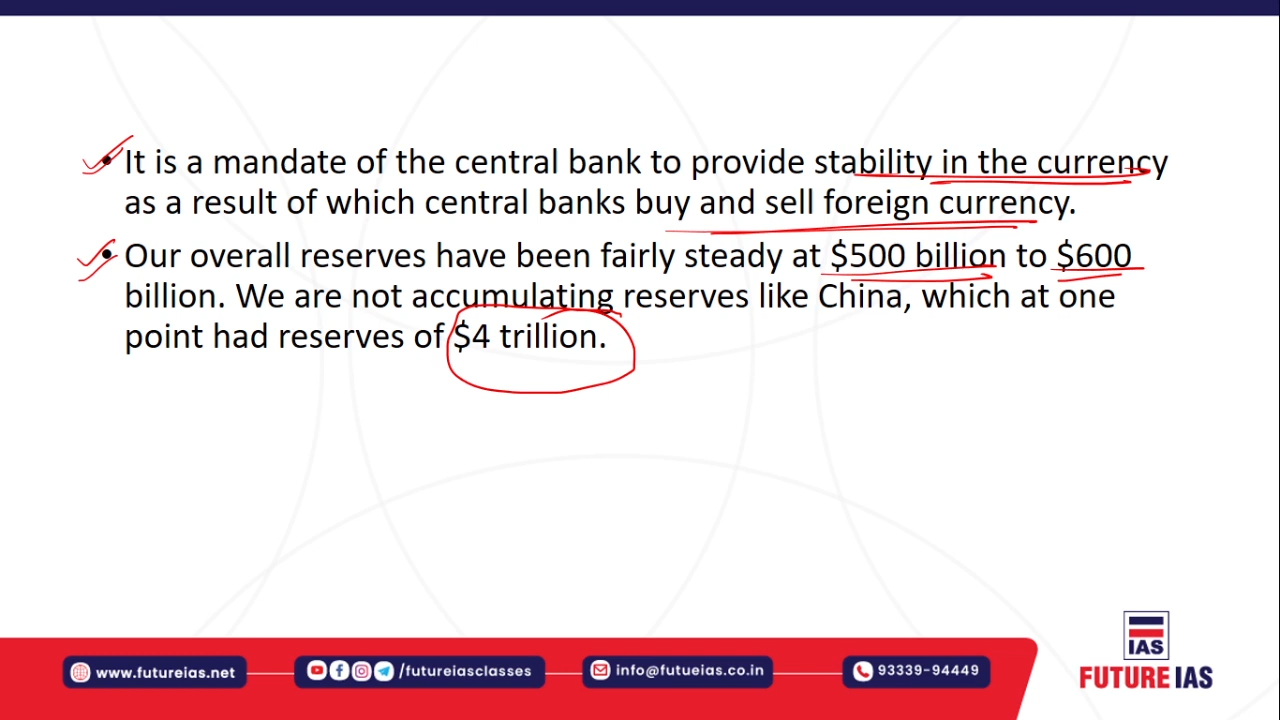 • It is a mandate of the central bank to provide stability in the currency
as a result of which central banks buy and sell foreign currency.
• Our overall reserves have been fairly steady at $500 billion to $600
billion. We are not accumulating reserves like China, which at one
point had reserves of $4 trillion.
IAS
www.futureias.net
/futureiasclasses
info@futueias.co.in
93339-94449
FUTURE IAS